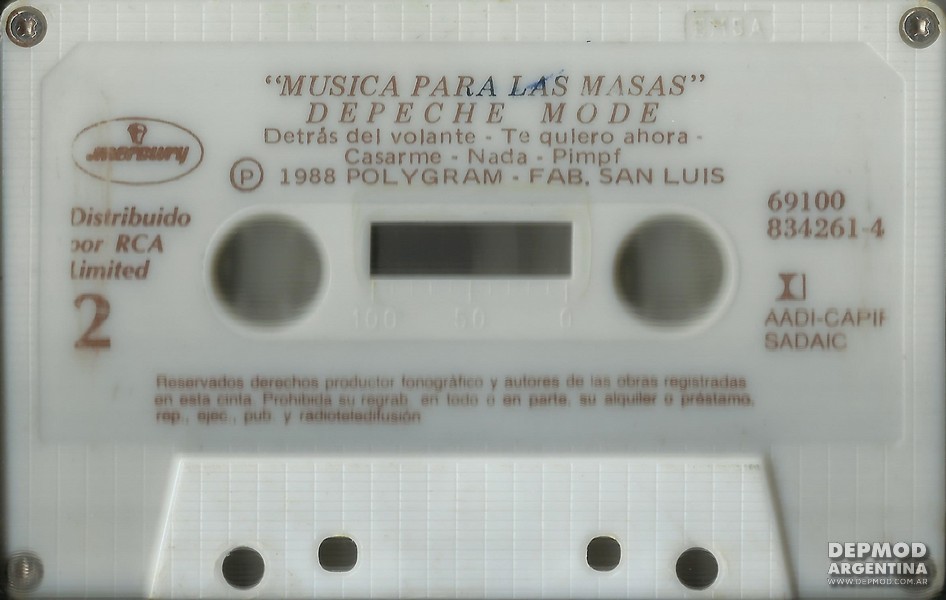 "MUSICA PARA LAS MASAS"
DEPECHE MODE
Detrás del volante - Te quiero ahora -
Casarme - Nada - Pimpf
Ⓟ 1988 POLYGRAM - FAB. SAN LUIS
mercury
Distribuido
por RCA
Limited
2
69100
834261-4
AADI-CAPIF
SADAIC
100 50 0
Reservados derechos productor fonográfico y autores de las obras registradas
en esta cinta. Prohibida su regrab. en todo o en parte, su alquiler o préstamo,
rep., ejec., pub. y radioteledifusión
DEPMOD
ARGENTINA
WWW.DEPMOD.COM.AR